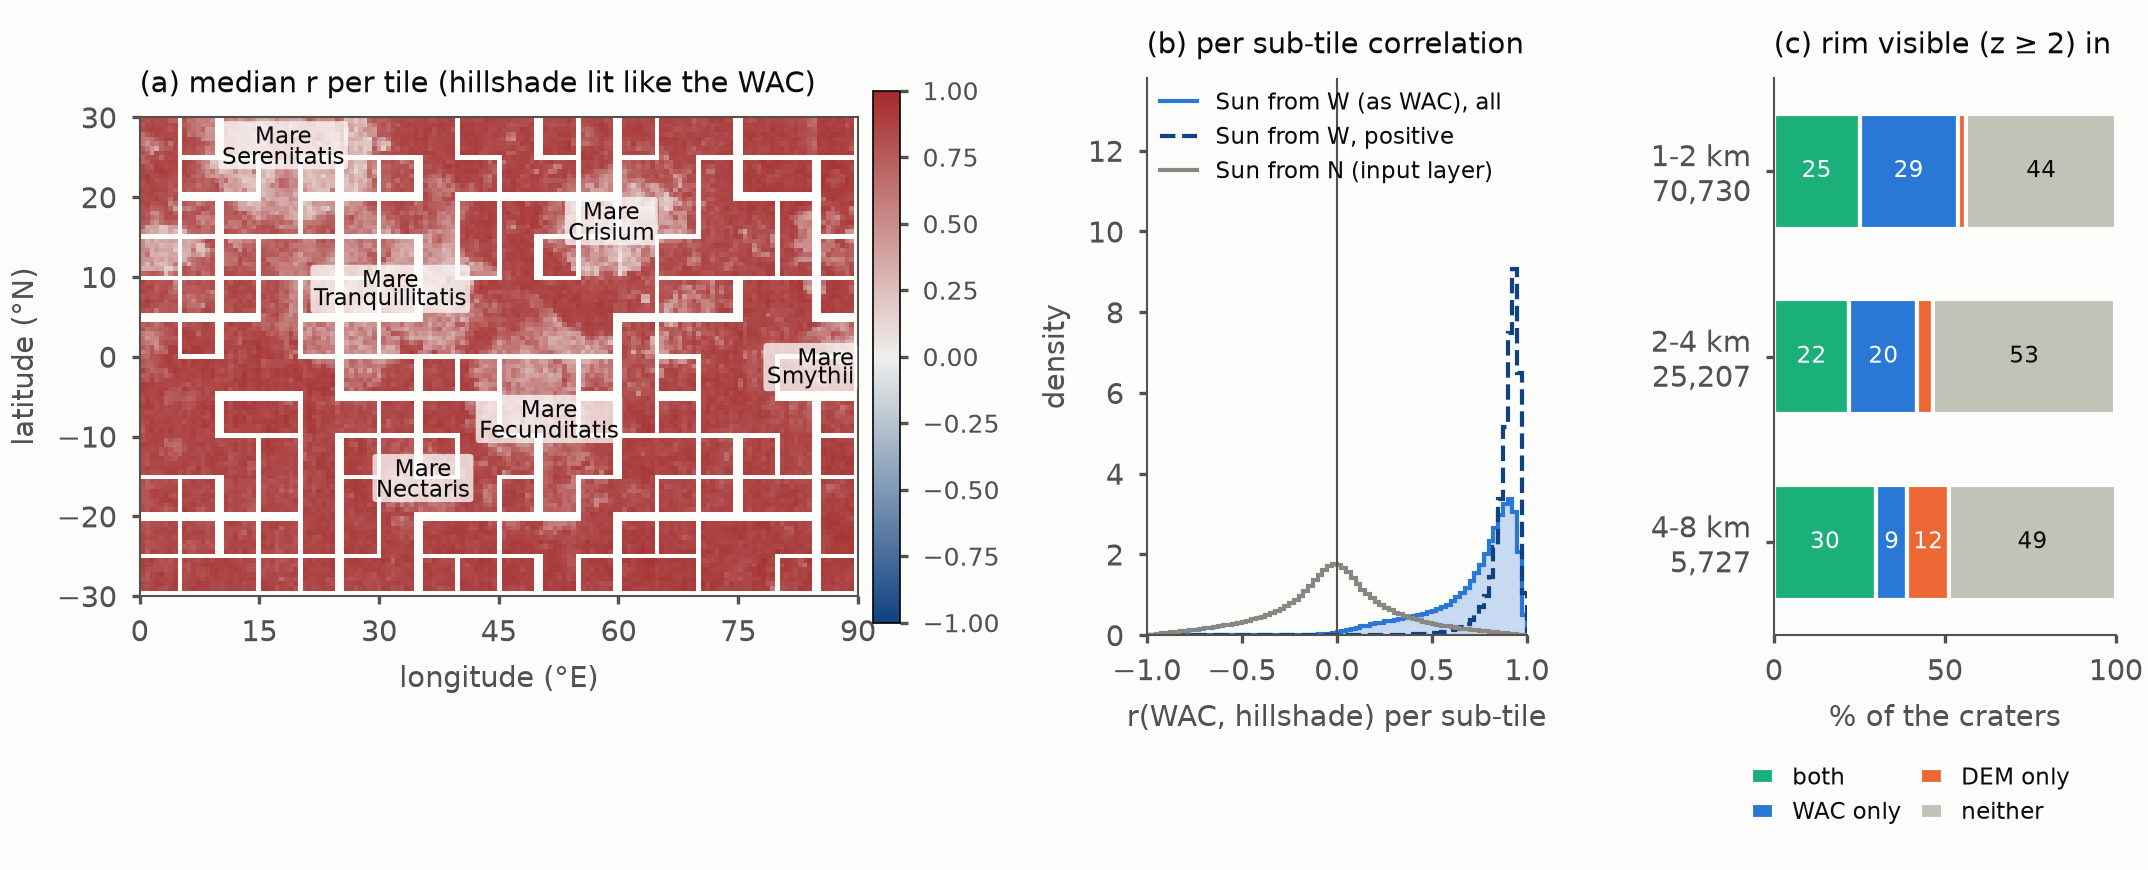 (a) median r per tile (hillshade lit like the WAC)
30
20
10
0
−10
−20
−30
latitude (°N)
0
15
30
45
60
75
90
longitude (°E)
Mare
Serenitatis
Mare
Crisium
Mare
Tranquillitatis
Mare
Smythii
Mare
Fecunditatis
Mare
Nectaris
1.00
0.75
0.50
0.25
0.00
−0.25
−0.50
−0.75
−1.00
(b) per sub-tile correlation
Sun from W (as WAC), all
Sun from W, positive
Sun from N (input layer)
12
10
8
6
4
2
0
density
−1.0
−0.5
0.0
0.5
1.0
r(WAC, hillshade) per sub-tile
(c) rim visible (z ≥ 2) in
1-2 km
70,730
25
29
44
2-4 km
25,207
22
20
53
4-8 km
5,727
30
9
12
49
0
50
100
% of the craters
both
WAC only
DEM only
neither